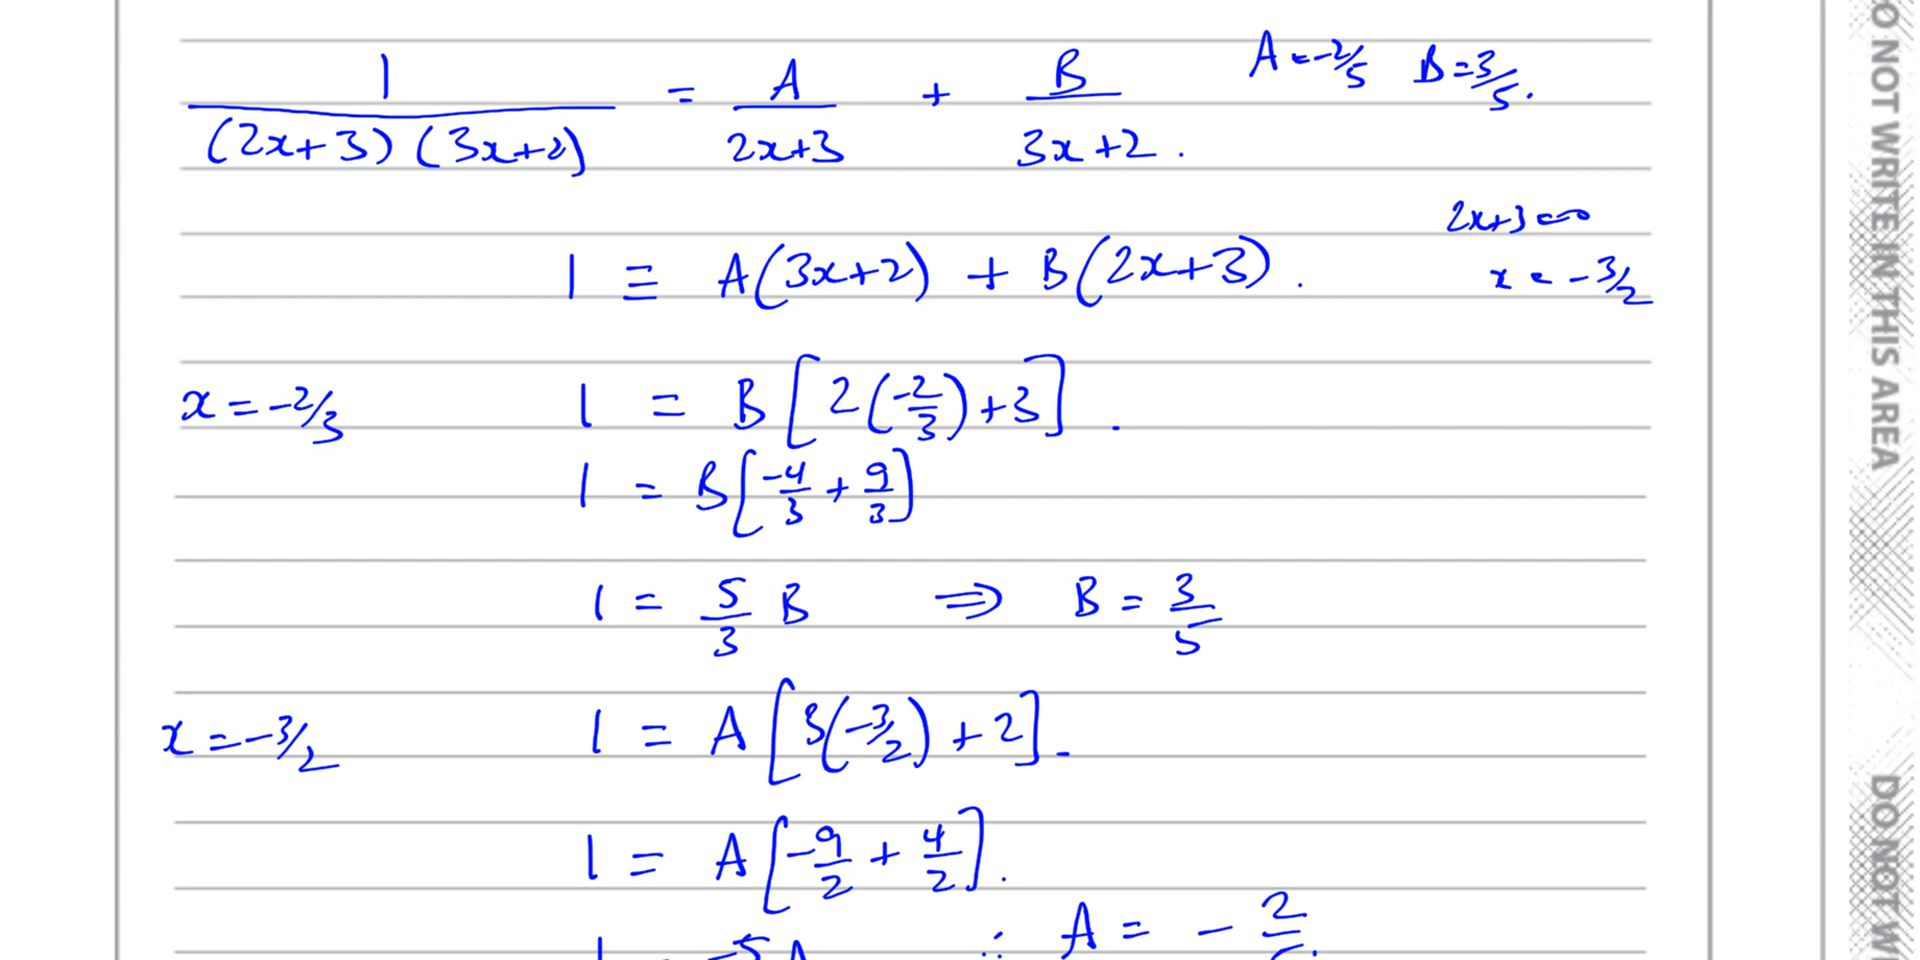 1/((2x+3)(3x+2)) = A/(2x+3) + B/(3x+2). A = -2/5 B = 3/5.
1 ≡ A(3x+2) + B(2x+3). 2x+3=0
x = -3/2
x = -2/3 1 = B[2(-2/3)+3].
1 = B[-4/3 + 9/3]
1 = 5/3 B ⇒ B = 3/5
x = -3/2 1 = A[3(-3/2)+2].
1 = A[-9/2 + 4/2].
∴ A = -2
DO NOT WRITE IN THIS AREA
DO NOT W